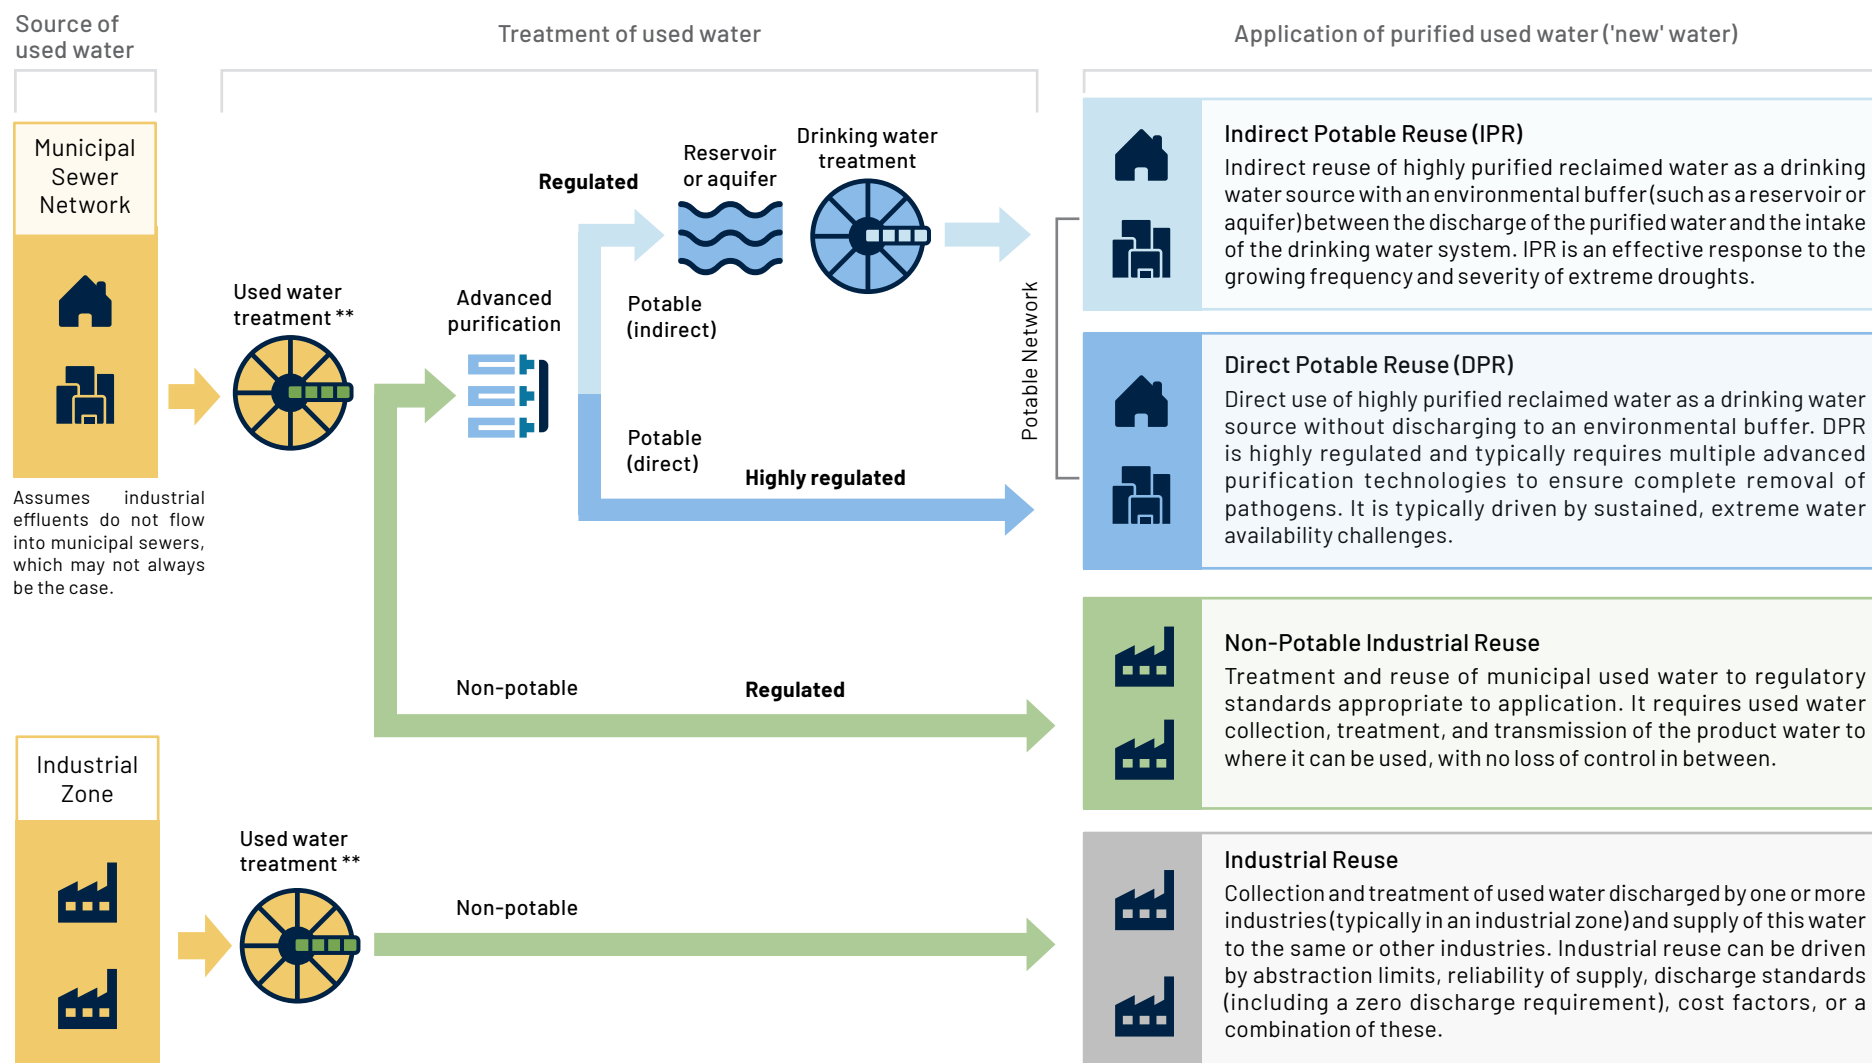 Source of
used water
Treatment of used water
Application of purified used water ('new' water)
Municipal
Sewer
Network
Assumes industrial
effluents do not flow
into municipal sewers,
which may not always
be the case.
Used water
treatment **
Advanced
purification
Regulated
Reservoir
or aquifer
Drinking water
treatment
Potable
(indirect)
Potable
(direct)
Highly regulated
Potable Network
Non-potable
Regulated
Indirect Potable Reuse (IPR)
Indirect reuse of highly purified reclaimed water as a drinking
water source with an environmental buffer (such as a reservoir or
aquifer) between the discharge of the purified water and the intake
of the drinking water system. IPR is an effective response to the
growing frequency and severity of extreme droughts.
Direct Potable Reuse (DPR)
Direct use of highly purified reclaimed water as a drinking water
source without discharging to an environmental buffer. DPR
is highly regulated and typically requires multiple advanced
purification technologies to ensure complete removal of
pathogens. It is typically driven by sustained, extreme water
availability challenges.
Non-Potable Industrial Reuse
Treatment and reuse of municipal used water to regulatory
standards appropriate to application. It requires used water
collection, treatment, and transmission of the product water to
where it can be used, with no loss of control in between.
Industrial
Zone
Used water
treatment **
Non-potable
Industrial Reuse
Collection and treatment of used water discharged by one or more
industries (typically in an industrial zone) and supply of this water
to the same or other industries. Industrial reuse can be driven
by abstraction limits, reliability of supply, discharge standards
(including a zero discharge requirement), cost factors, or a
combination of these.